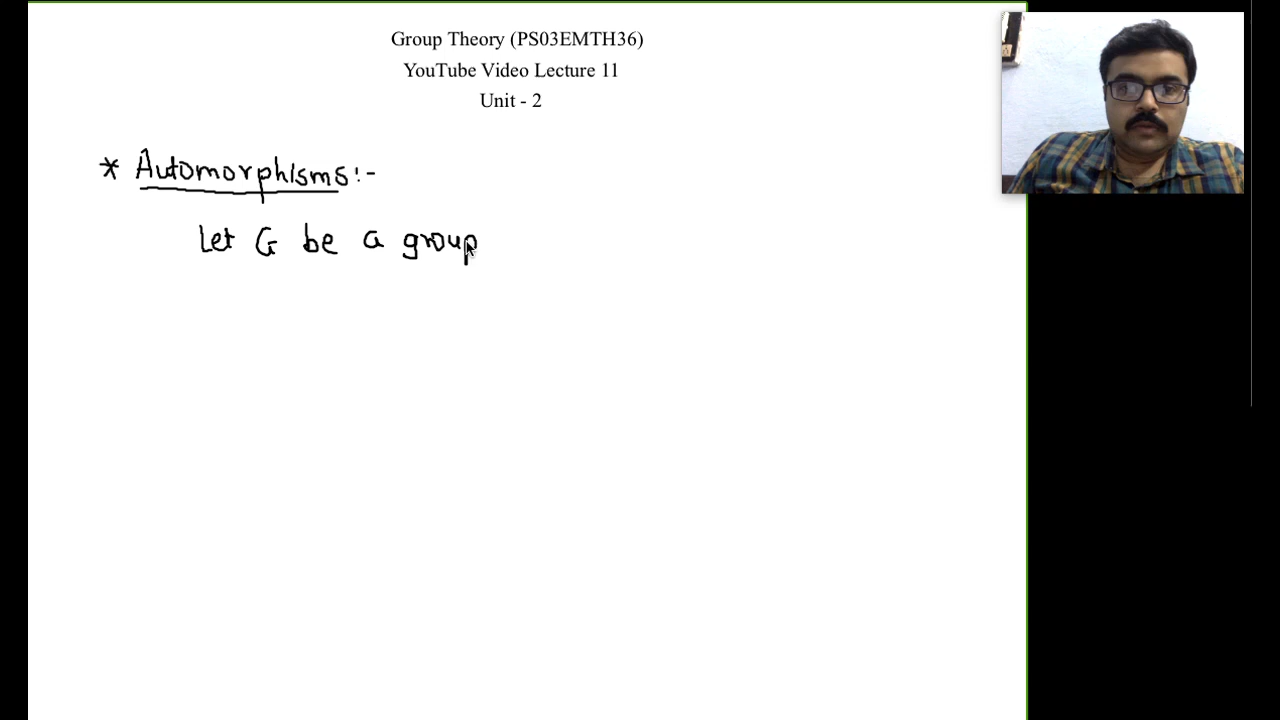 Group Theory (PS03EMTH36)
YouTube Video Lecture 11
Unit - 2
* Automorphisms:-
Let G be a group